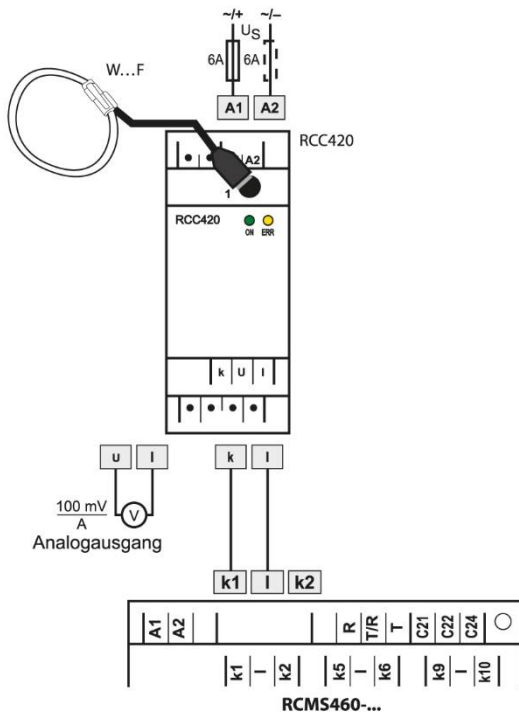 ~/+ ~/–
US
6A 6A
W...F
A1 A2
RCC420
A2
1
RCC420
ON ERR
k U l
U l k l
100 mV
A
V
Analogausgang
k1 l k2
A1 A2 R T/R T C21 C22 C24
k1 l k2 k5 l k6 k9 l k10
RCMS460-...